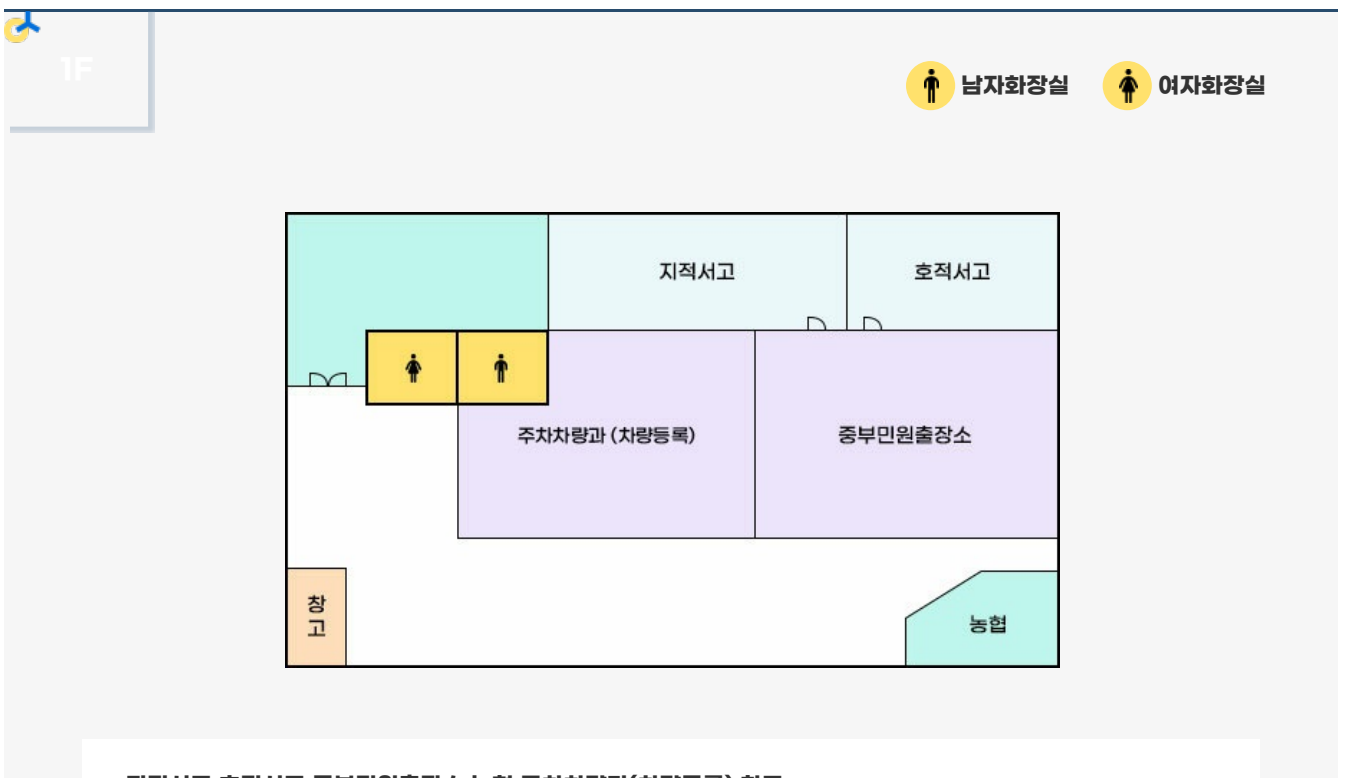 1F
남자화장실
여자화장실
지적서고
호적서고
주차차량과 (차량등록)
중부민원출장소
창고
농협